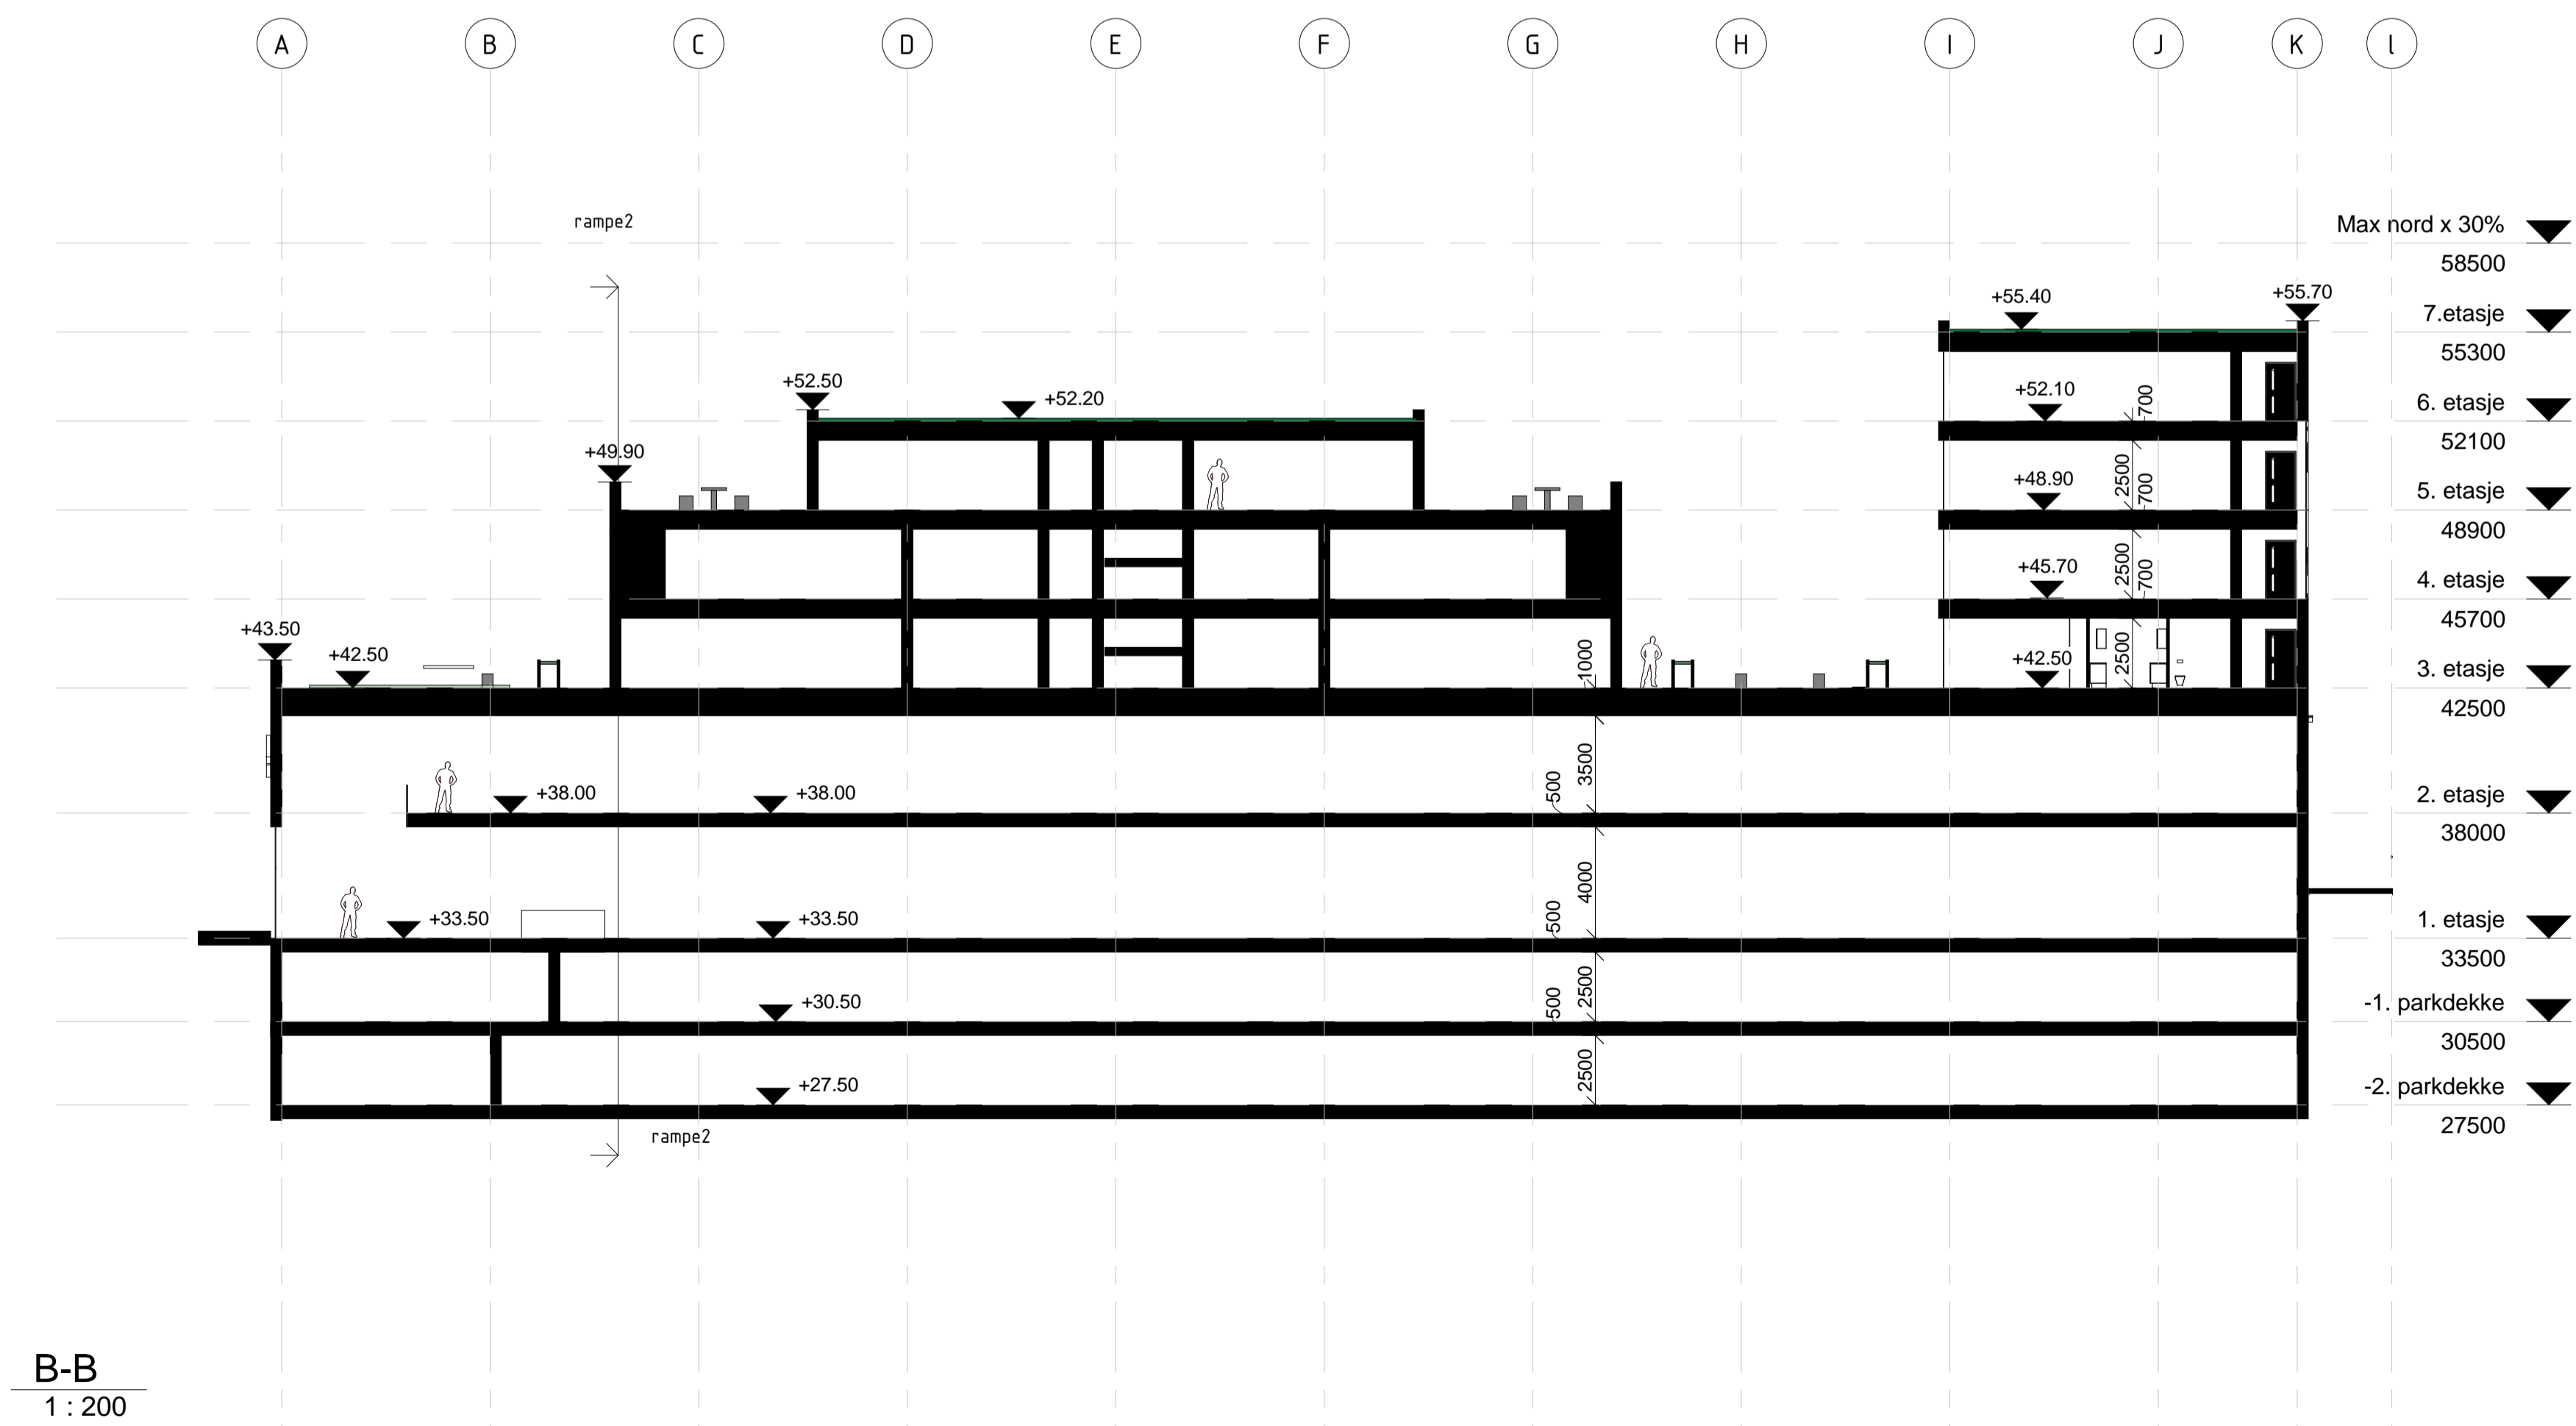 A B C D E F G H I J K l
rampe2
Max nord x 30%
58500
+55.40
+55.70
7.etasje
55300
+52.50
+52.20
+52.10
700
6. etasje
52100
+49.90
2500
+48.90
700
5. etasje
48900
2500
+45.70
700
4. etasje
45700
+43.50
+42.50
1000
+42.50
2500
3. etasje
42500
3500
500
+38.00
+38.00
2. etasje
38000
4000
500
+33.50
+33.50
1. etasje
33500
2500
500
+30.50
-1. parkdekke
30500
2500
+27.50
-2. parkdekke
27500
rampe2
B-B
1 : 200